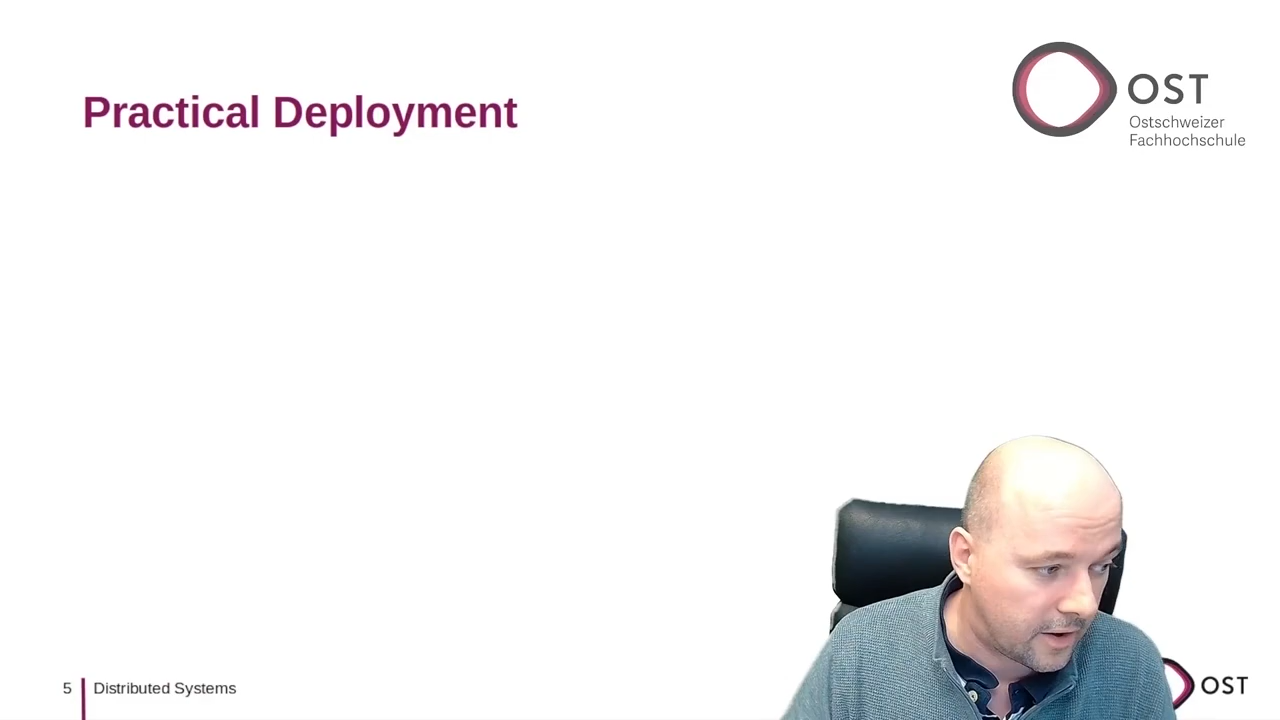 Practical Deployment
OST
Ostschweizer
Fachhochschule
5
Distributed Systems
OST